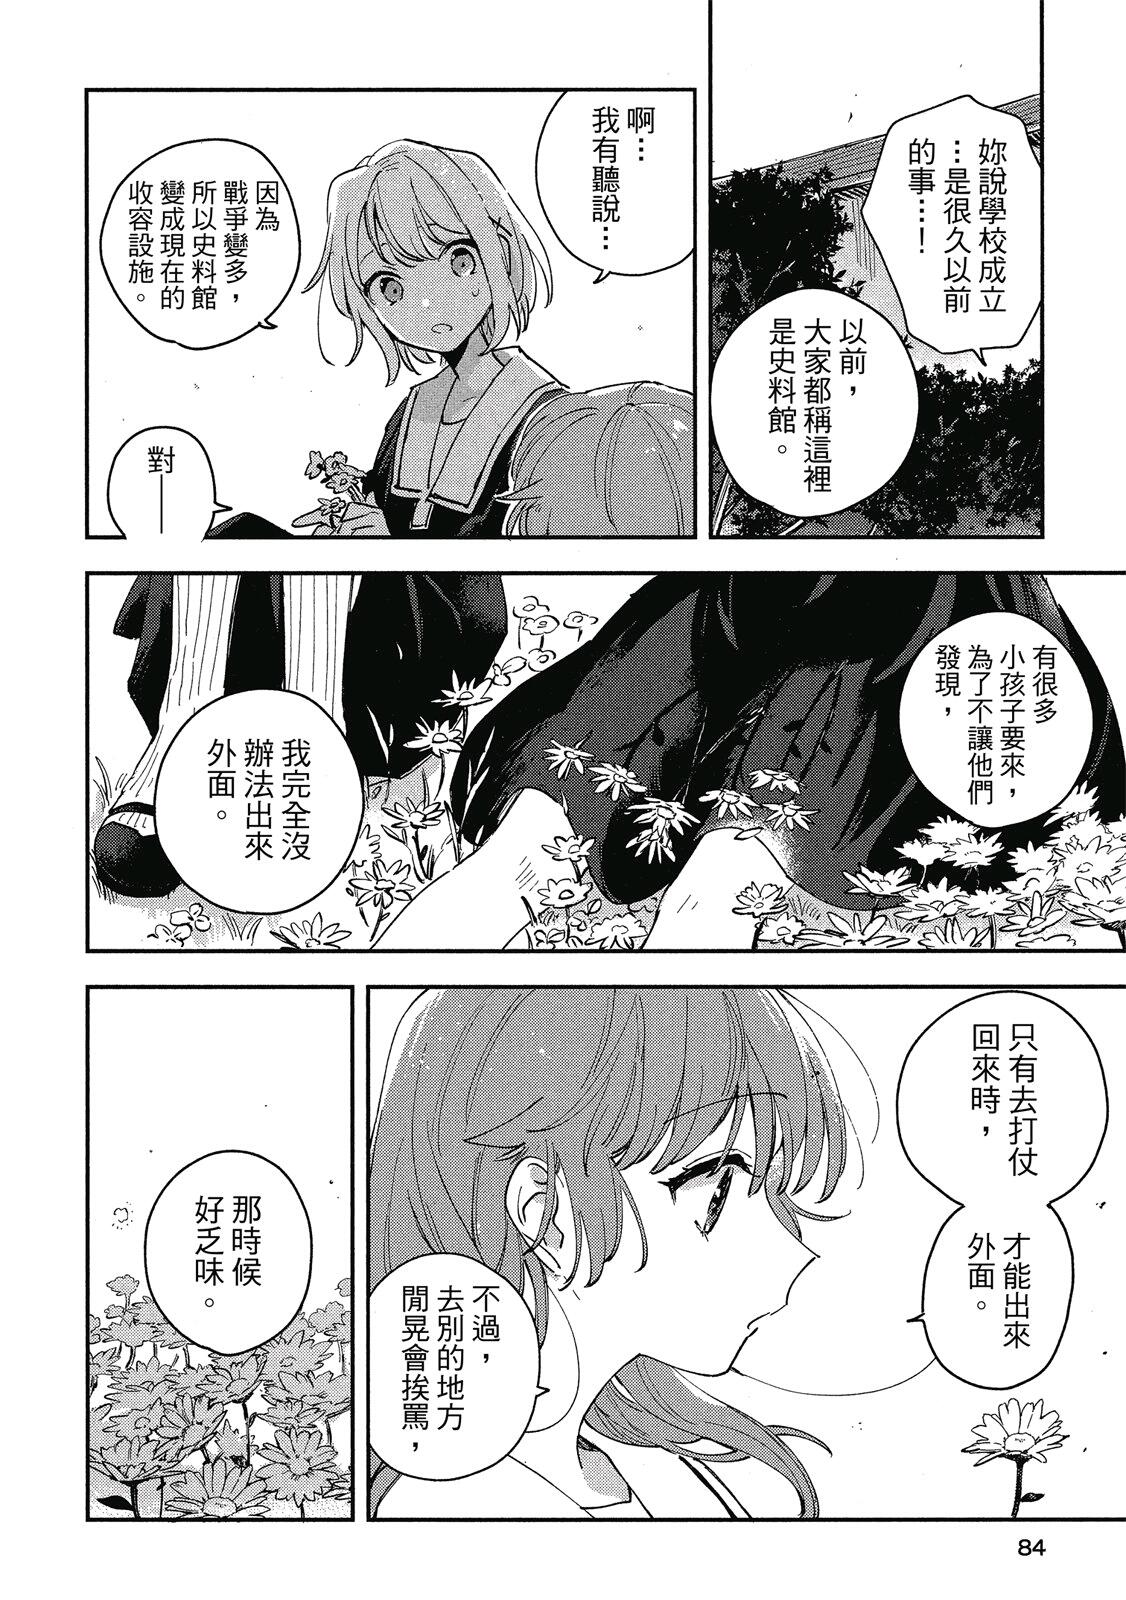 妳說學校成立
…是很久以前
的事…！
以前，
大家都稱這裡
是史料館。
啊…
我有聽說…
因為
戰爭變多，
所以史料館
變成現在的
收容設施。
對──
有很多
小孩子要來，
為了不讓他們
發現，
我完全沒
辦法出來
外面。
只有去打仗
回來時，
才能出來
外面。
不過，
去別的地方
閒晃會挨罵，
那時候
好乏味。
84